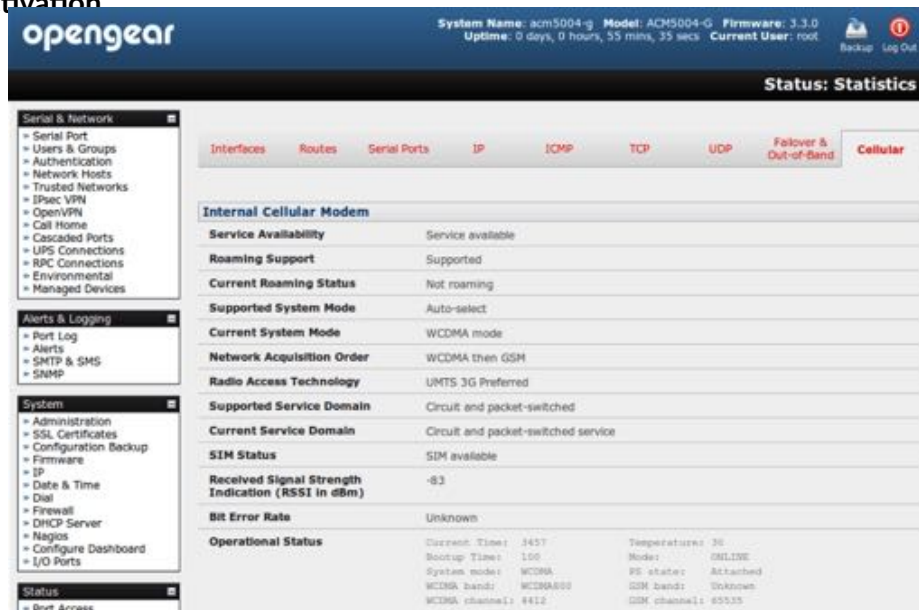 tivation
opengear
System Name: acm5004-g Model: ACM5004-G Firmware: 3.3.0
Uptime: 0 days, 0 hours, 55 mins, 35 secs Current User: root
Backup Log Out
Status: Statistics
Serial & Network
Serial Port
Users & Groups
Authentication
Network Hosts
Trusted Networks
IPsec VPN
OpenVPN
Call Home
Cascaded Ports
UPS Connections
RPC Connections
Environmental
Managed Devices
Alerts & Logging
Port Log
Alerts
SMTP & SMS
SNMP
System
Administration
SSL Certificates
Configuration Backup
Firmware
IP
Date & Time
Dial
Firewall
DHCP Server
Nagios
Configure Dashboard
I/O Ports
Status
Port Access
Interfaces Routes Serial Ports IP ICMP TCP UDP Failover & Out-of-Band Cellular
Internal Cellular Modem
Service Availability Service available
Roaming Support Supported
Current Roaming Status Not roaming
Supported System Mode Auto-select
Current System Mode WCDMA mode
Network Acquisition Order WCDMA then GSM
Radio Access Technology UMTS 3G Preferred
Supported Service Domain Circuit and packet-switched
Current Service Domain Circuit and packet-switched service
SIM Status SIM available
Received Signal Strength
Indication (RSSI in dBm) -83
Bit Error Rate Unknown
Operational Status Current Time: 3457 Temperature: 36
Bootup Time: 100 Mode: ONLINE
System mode: WCDMA PS state: Attached
WCDMA band: WCDMA800 GSM band: Unknown
WCDMA channel: 4412 GSM channel: 65535